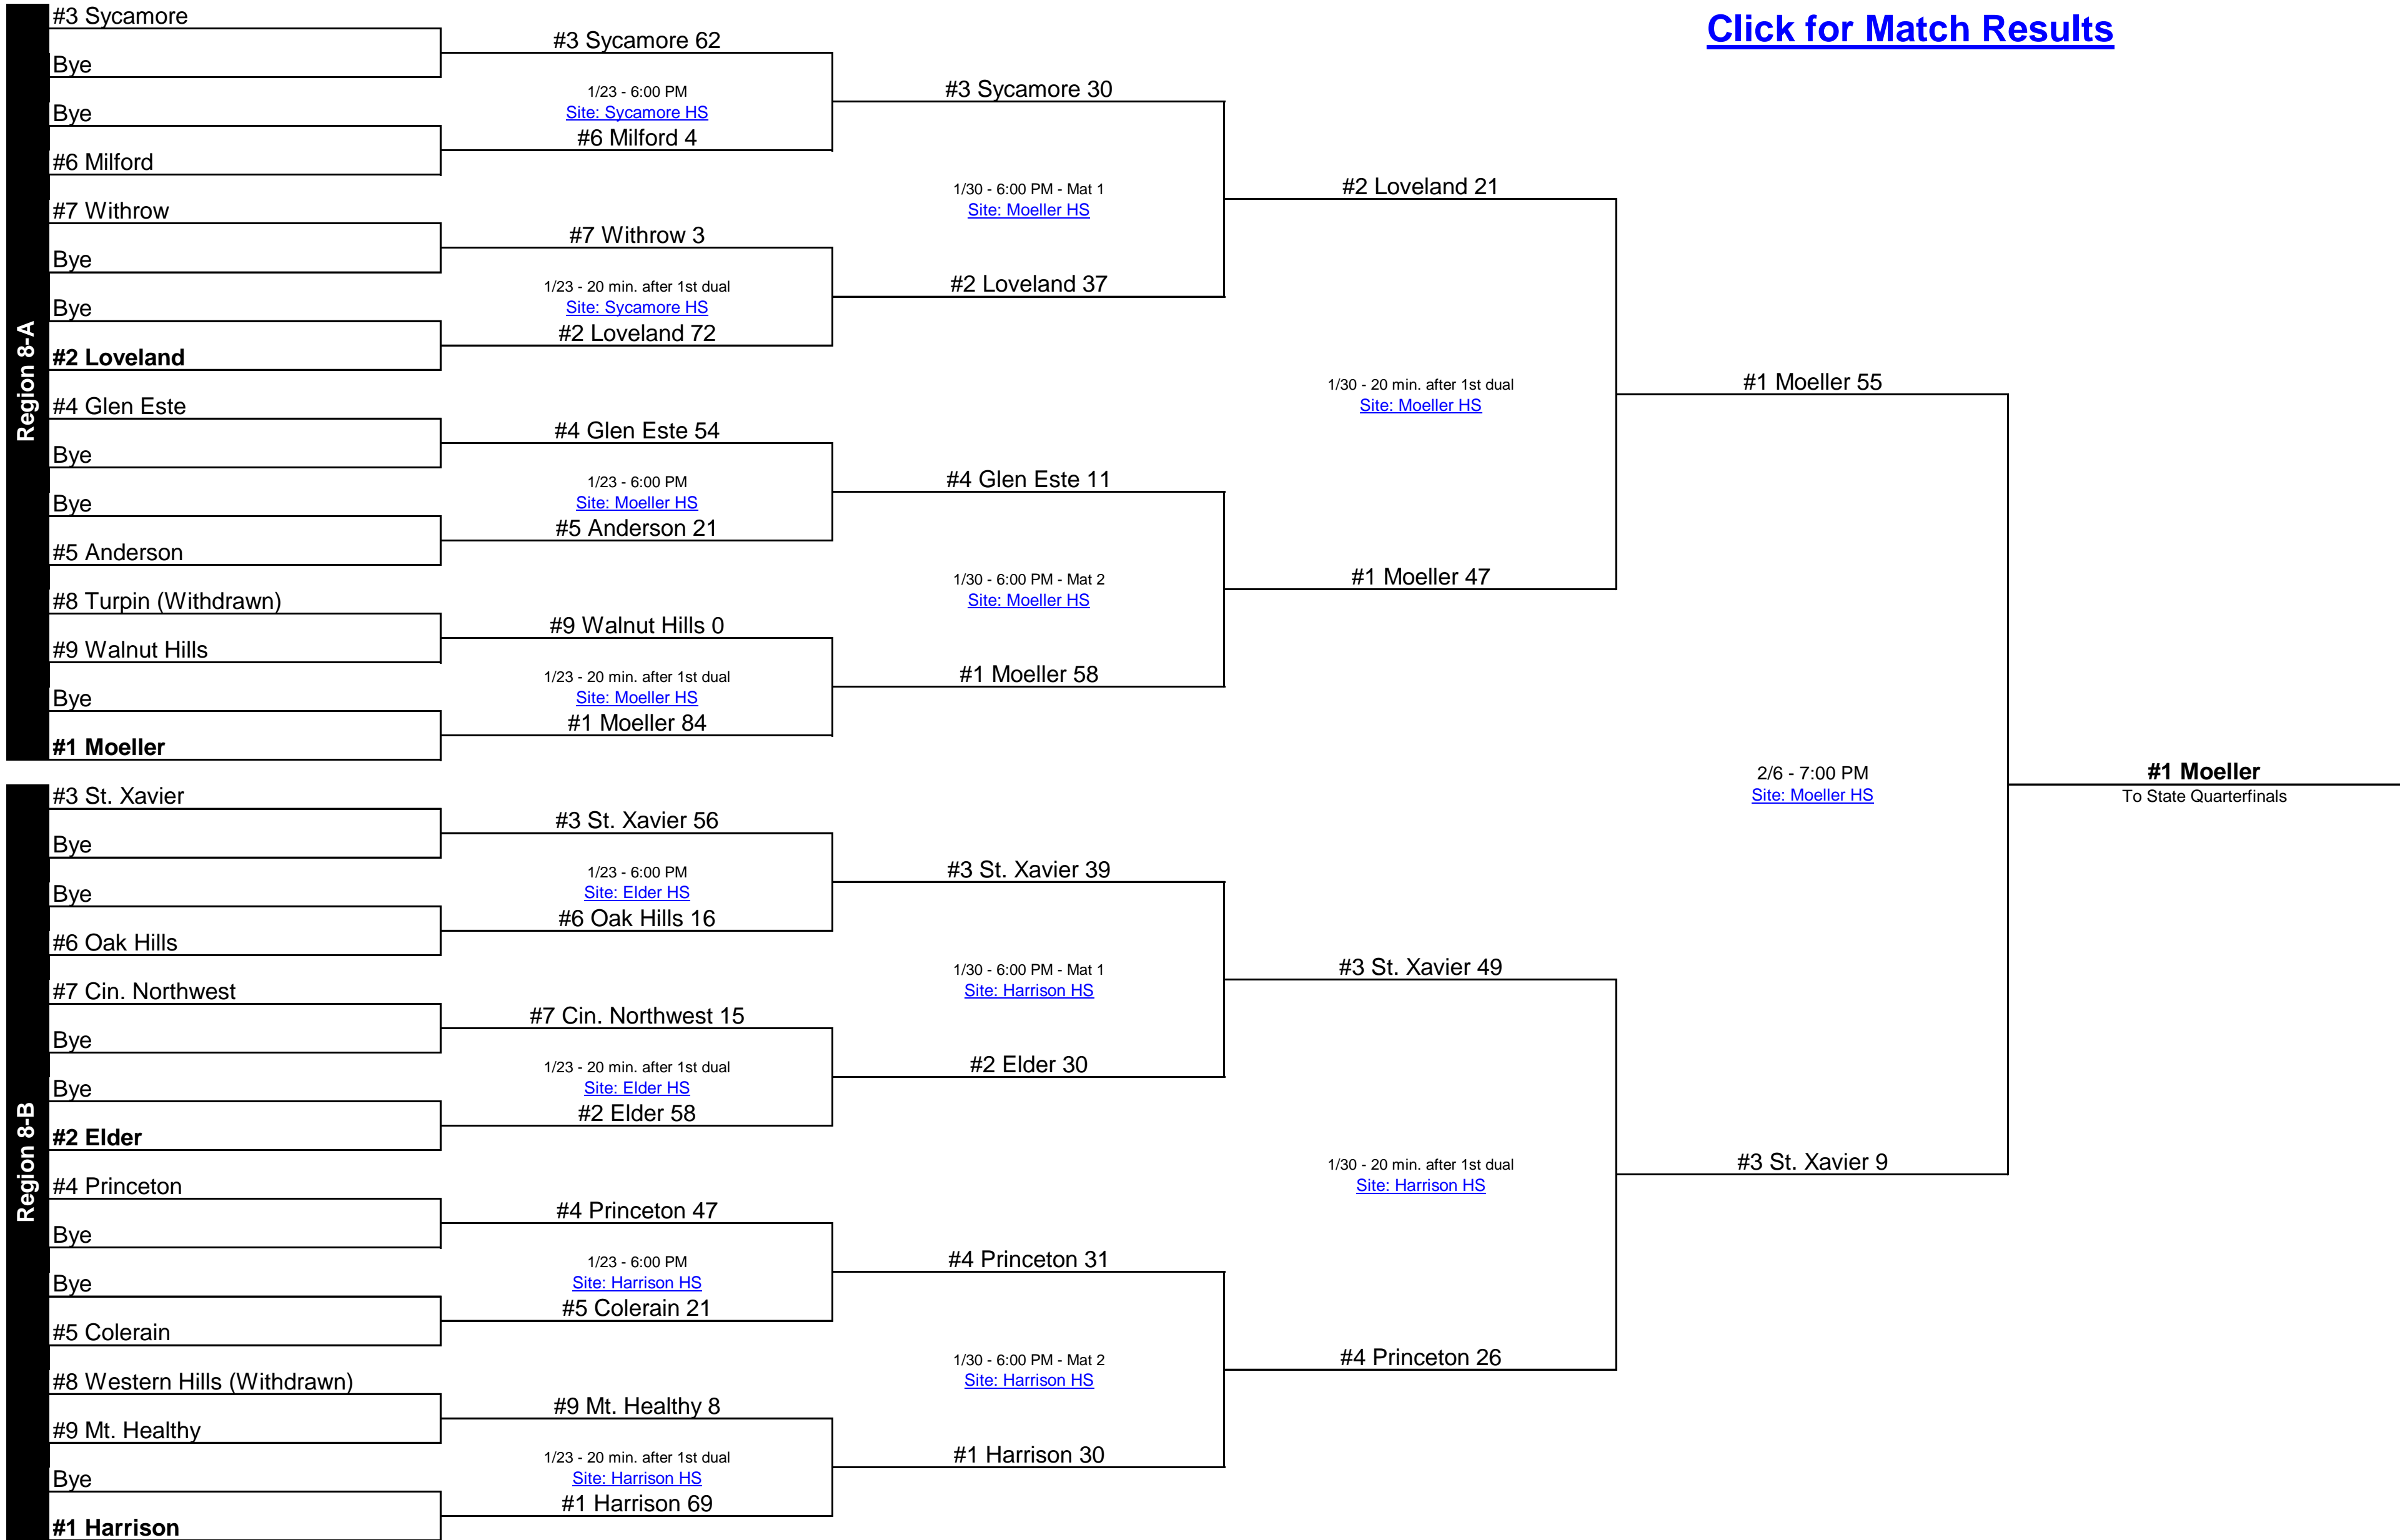 Click for Match Results
Region 8-A
#3 Sycamore
Bye
Bye
#6 Milford
#7 Withrow
Bye
Bye
#2 Loveland
#4 Glen Este
Bye
Bye
#5 Anderson
#8 Turpin (Withdrawn)
#9 Walnut Hills
Bye
#1 Moeller
#3 Sycamore 62
1/23 - 6:00 PM
Site: Sycamore HS
#6 Milford 4
#7 Withrow 3
1/23 - 20 min. after 1st dual
Site: Sycamore HS
#2 Loveland 72
#4 Glen Este 54
1/23 - 6:00 PM
Site: Moeller HS
#5 Anderson 21
#9 Walnut Hills 0
1/23 - 20 min. after 1st dual
Site: Moeller HS
#1 Moeller 84
#3 Sycamore 30
1/30 - 6:00 PM - Mat 1
Site: Moeller HS
#2 Loveland 37
#4 Glen Este 11
1/30 - 6:00 PM - Mat 2
Site: Moeller HS
#1 Moeller 58
#2 Loveland 21
1/30 - 20 min. after 1st dual
Site: Moeller HS
#1 Moeller 47
Region 8-B
#3 St. Xavier
Bye
Bye
#6 Oak Hills
#7 Cin. Northwest
Bye
Bye
#2 Elder
#4 Princeton
Bye
Bye
#5 Colerain
#8 Western Hills (Withdrawn)
#9 Mt. Healthy
Bye
#1 Harrison
#3 St. Xavier 56
1/23 - 6:00 PM
Site: Elder HS
#6 Oak Hills 16
#7 Cin. Northwest 15
1/23 - 20 min. after 1st dual
Site: Elder HS
#2 Elder 58
#4 Princeton 47
1/23 - 6:00 PM
Site: Harrison HS
#5 Colerain 21
#9 Mt. Healthy 8
1/23 - 20 min. after 1st dual
Site: Harrison HS
#1 Harrison 69
#3 St. Xavier 39
1/30 - 6:00 PM - Mat 1
Site: Harrison HS
#2 Elder 30
#4 Princeton 31
1/30 - 6:00 PM - Mat 2
Site: Harrison HS
#1 Harrison 30
#3 St. Xavier 49
1/30 - 20 min. after 1st dual
Site: Harrison HS
#4 Princeton 26
#1 Moeller 55
2/6 - 7:00 PM
Site: Moeller HS
#3 St. Xavier 9
#1 Moeller
To State Quarterfinals